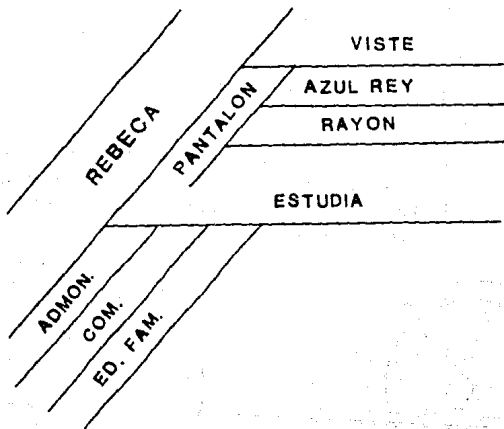 VISTE
AZUL REY
RAYON
PANTALON
REBECA
ESTUDIA
ADMON.
COM.
ED. FAM.